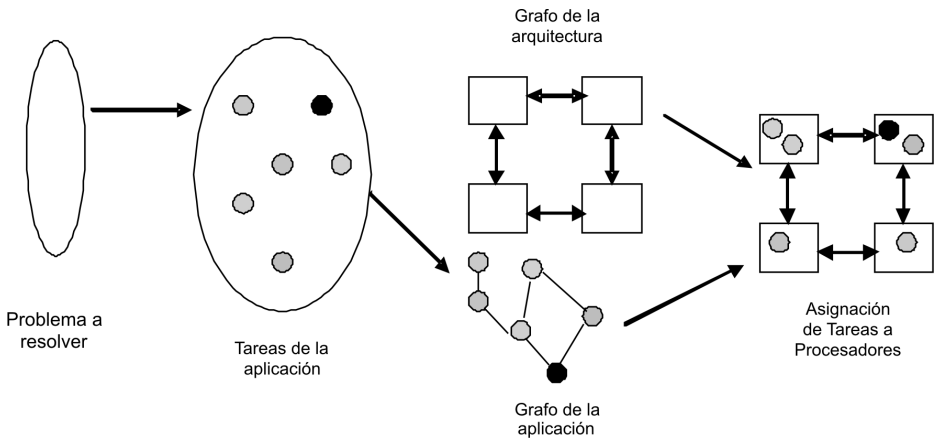 Problema a
resolver
Tareas de la
aplicación
Grafo de la
arquitectura
Grafo de la
aplicación
Asignación
de Tareas a
Procesadores